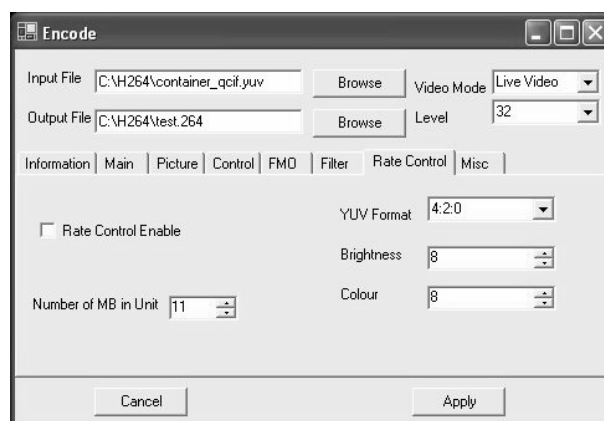 Encode
Input File C:\H264\container_qcif.yuv Browse Video Mode Live Video
Output File C:\H264\test.264 Browse Level 32
Information Main Picture Control FMO Filter Rate Control Misc
Rate Control Enable YUV Format 4:2:0
Brightness 8
Number of MB in Unit 11 Colour 8
Cancel Apply